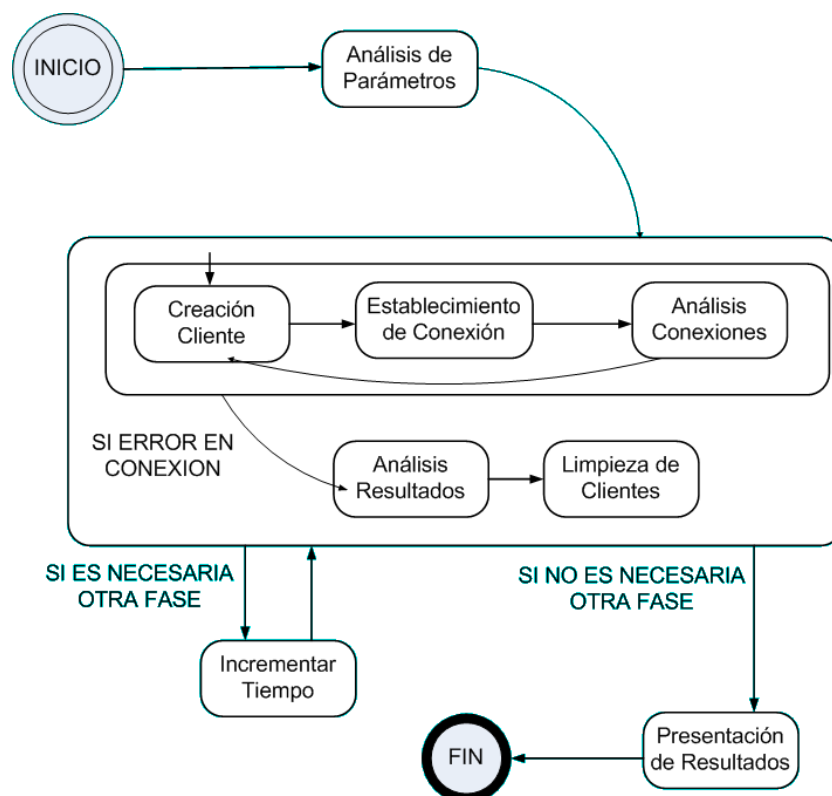 INICIO
Análisis de
Parámetros
Creación
Cliente
Establecimiento
de Conexión
Análisis
Conexiones
SI ERROR EN
CONEXION
Análisis
Resultados
Limpieza de
Clientes
SI ES NECESARIA
OTRA FASE
SI NO ES NECESARIA
OTRA FASE
Incrementar
Tiempo
FIN
Presentación
de Resultados